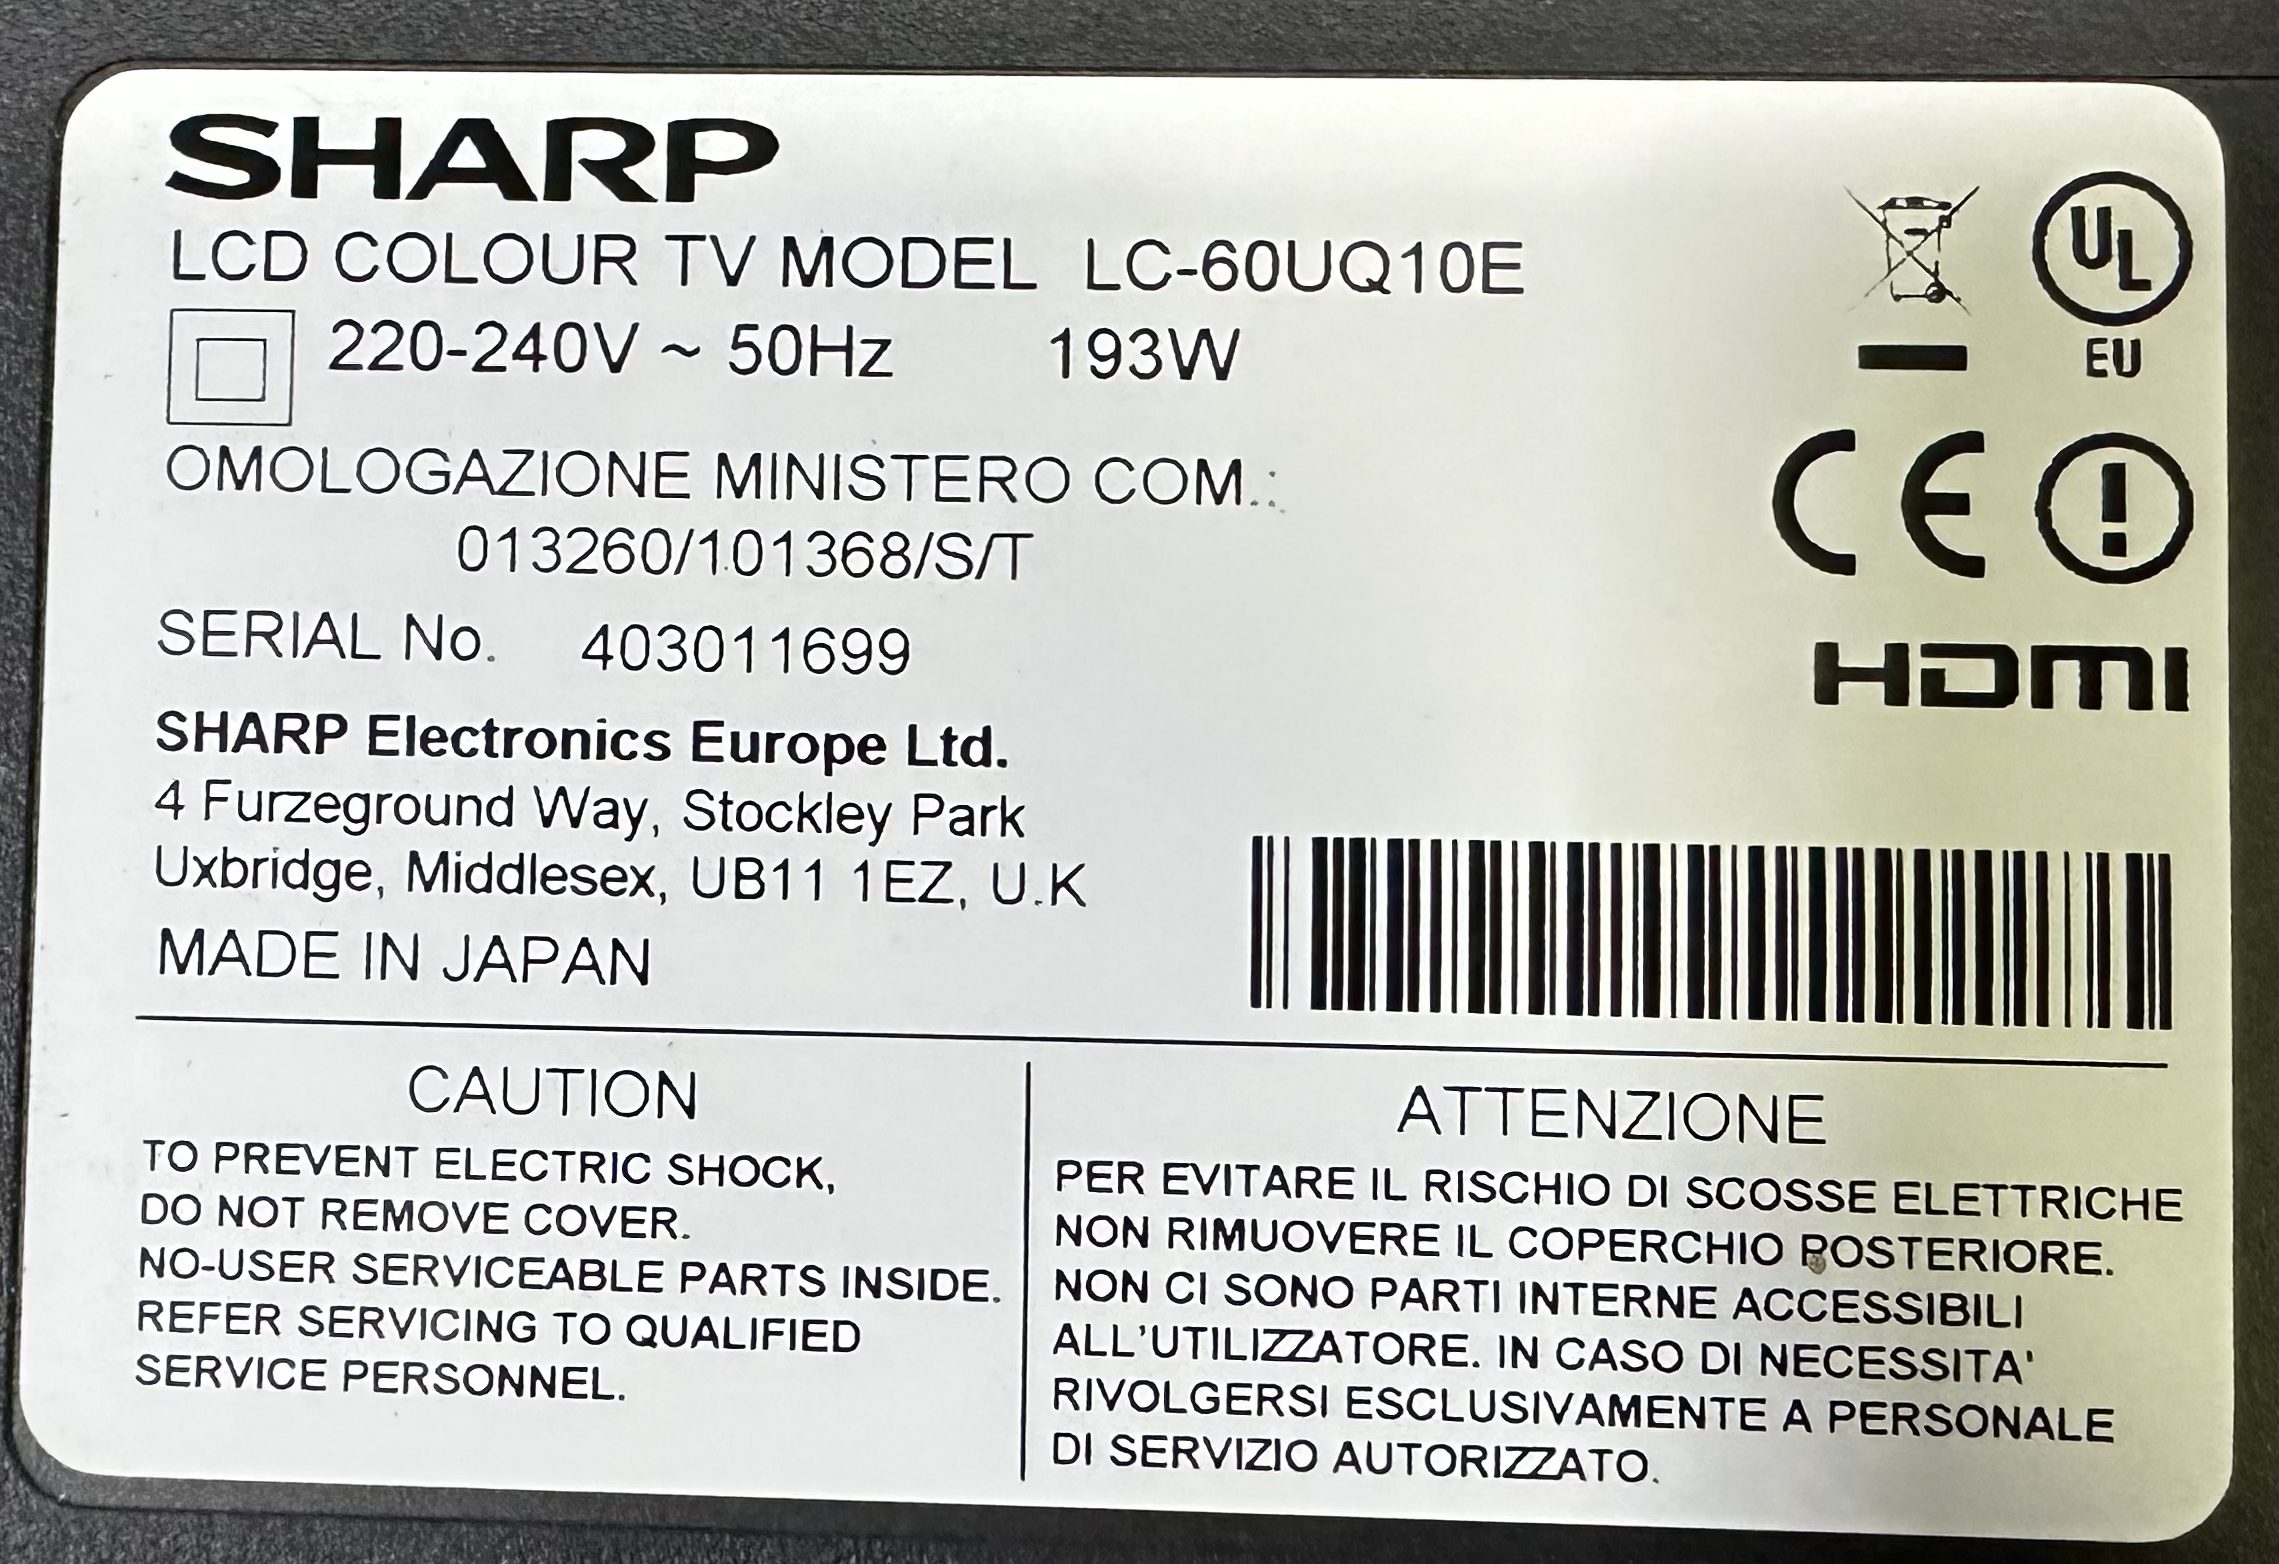 SHARP
LCD COLOUR TV MODEL LC-60UQ10E
220-240V ~ 50Hz 193W
OMOLOGAZIONE MINISTERO COM.:
013260/101368/S/T
SERIAL No. 403011699
SHARP Electronics Europe Ltd.
4 Furzeground Way, Stockley Park
Uxbridge, Middlesex, UB11 1EZ, U.K
MADE IN JAPAN
UL
EU
CE
HDMI
CAUTION
TO PREVENT ELECTRIC SHOCK,
DO NOT REMOVE COVER.
NO-USER SERVICEABLE PARTS INSIDE.
REFER SERVICING TO QUALIFIED
SERVICE PERSONNEL.
ATTENZIONE
PER EVITARE IL RISCHIO DI SCOSSE ELETTRICHE
NON RIMUOVERE IL COPERCHIO POSTERIORE.
NON CI SONO PARTI INTERNE ACCESSIBILI
ALL'UTILIZZATORE. IN CASO DI NECESSITA'
RIVOLGERSI ESCLUSIVAMENTE A PERSONALE
DI SERVIZIO AUTORIZZATO.